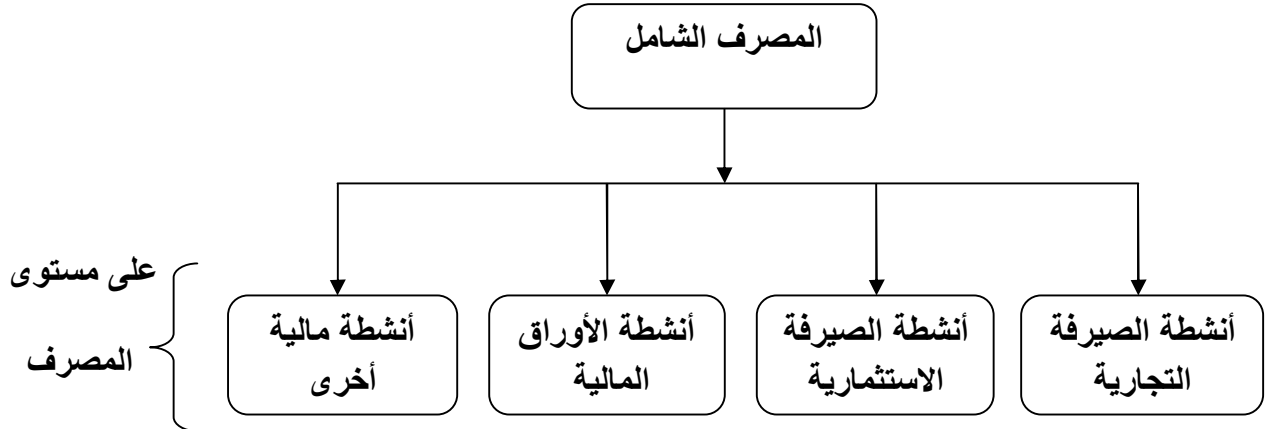 المصرف الشامل
أنشطة الصيرفة
التجارية
أنشطة الصيرفة
الاستثمارية
أنشطة الأوراق
المالية
أنشطة مالية
أخرى
على مستوى
المصرف